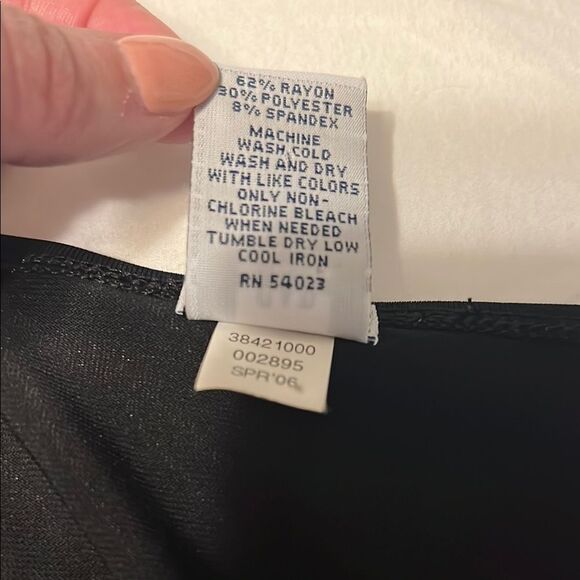 62% RAYON
30% POLYESTER
8% SPANDEX
MACHINE
WASH COLD
WASH AND DRY
WITH LIKE COLORS
ONLY NON-
CHLORINE BLEACH
WHEN NEEDED
TUMBLE DRY LOW
COOL IRON
RN 54023
38421000
002895
SPR'06